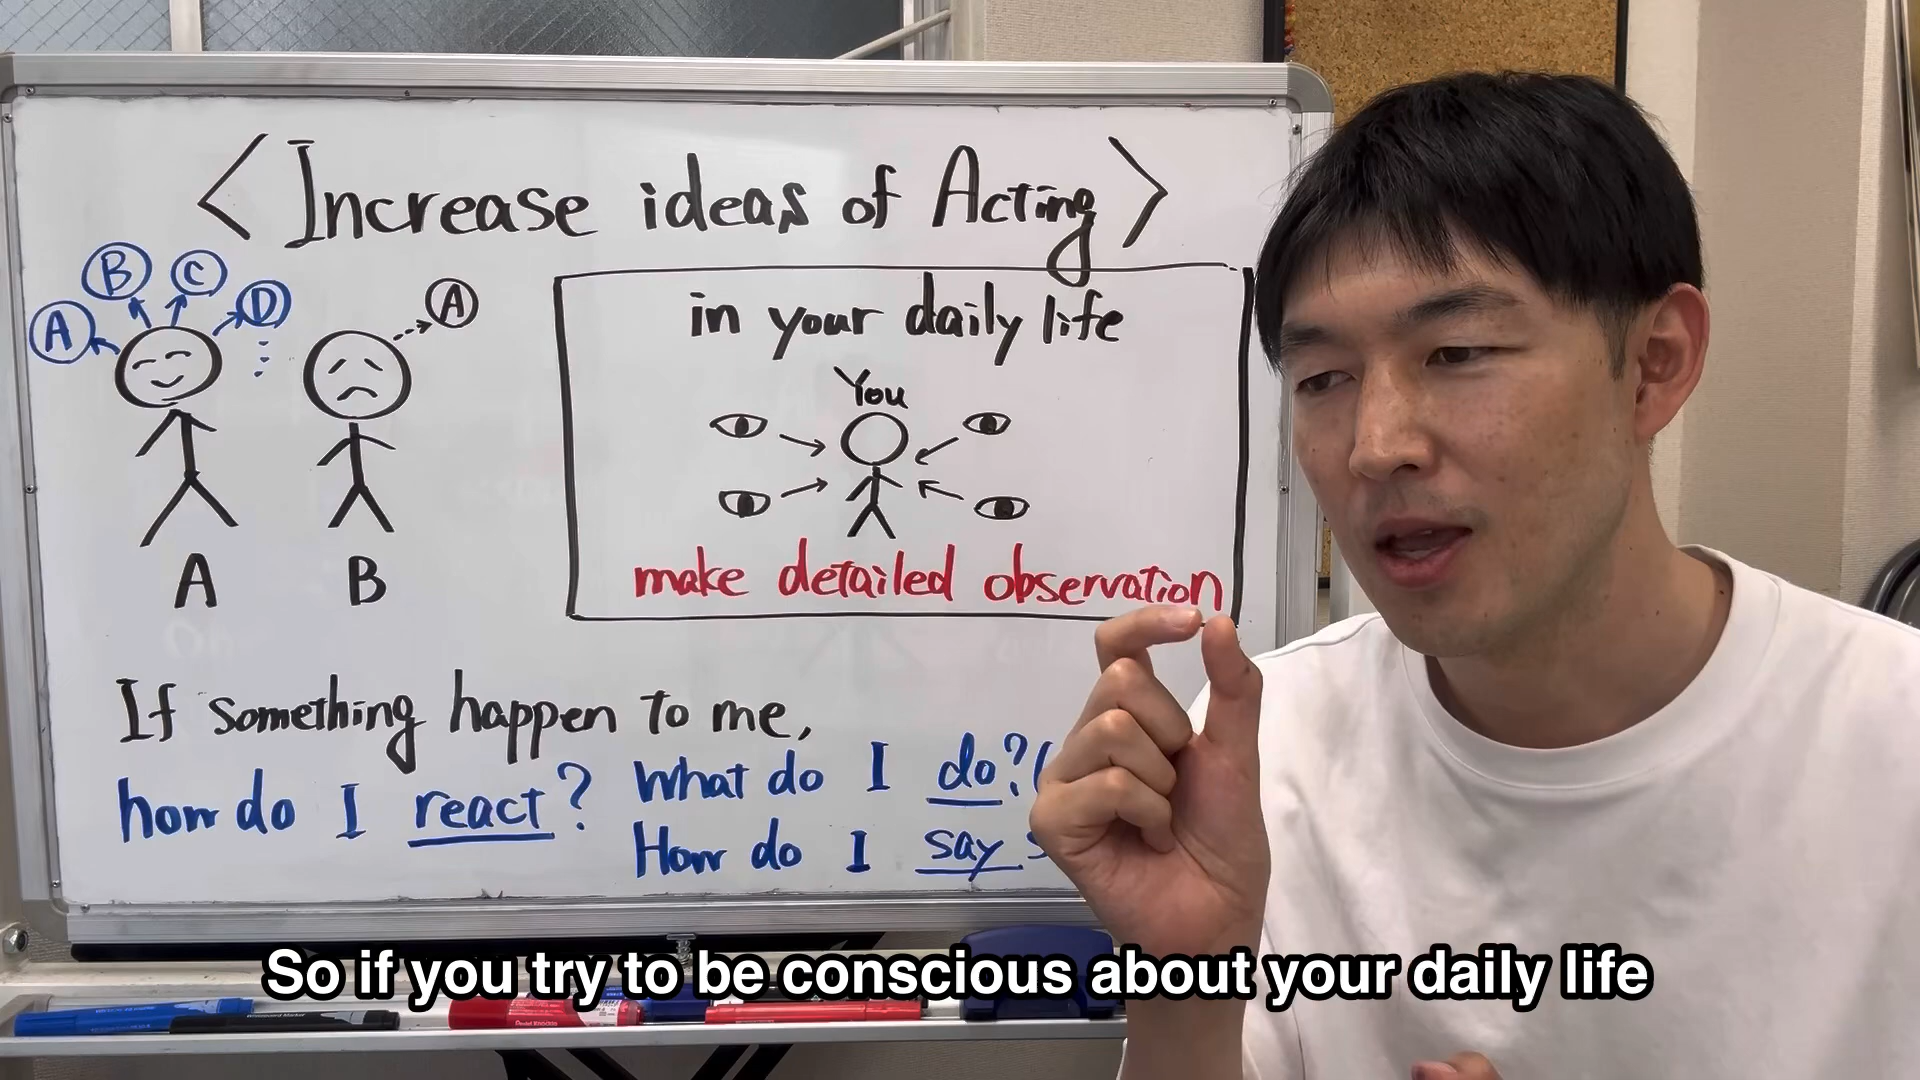 <Increase ideas of Acting>
A B C D
A
in your daily life
You
make detailed observation
A B
If something happen to me,
how do I react?
What do I do? (
How do I say
So if you try to be conscious about your daily life